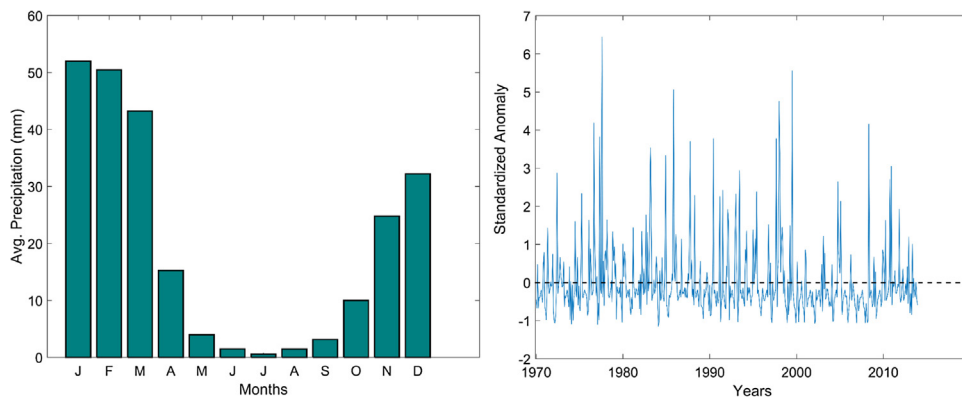 60
50
40
30
20
10
0
Avg. Precipitation (mm)
J F M A M J J A S O N D
Months
7
6
5
4
3
2
1
0
-1
-2
Standardized Anomaly
1970 1980 1990 2000 2010
Years